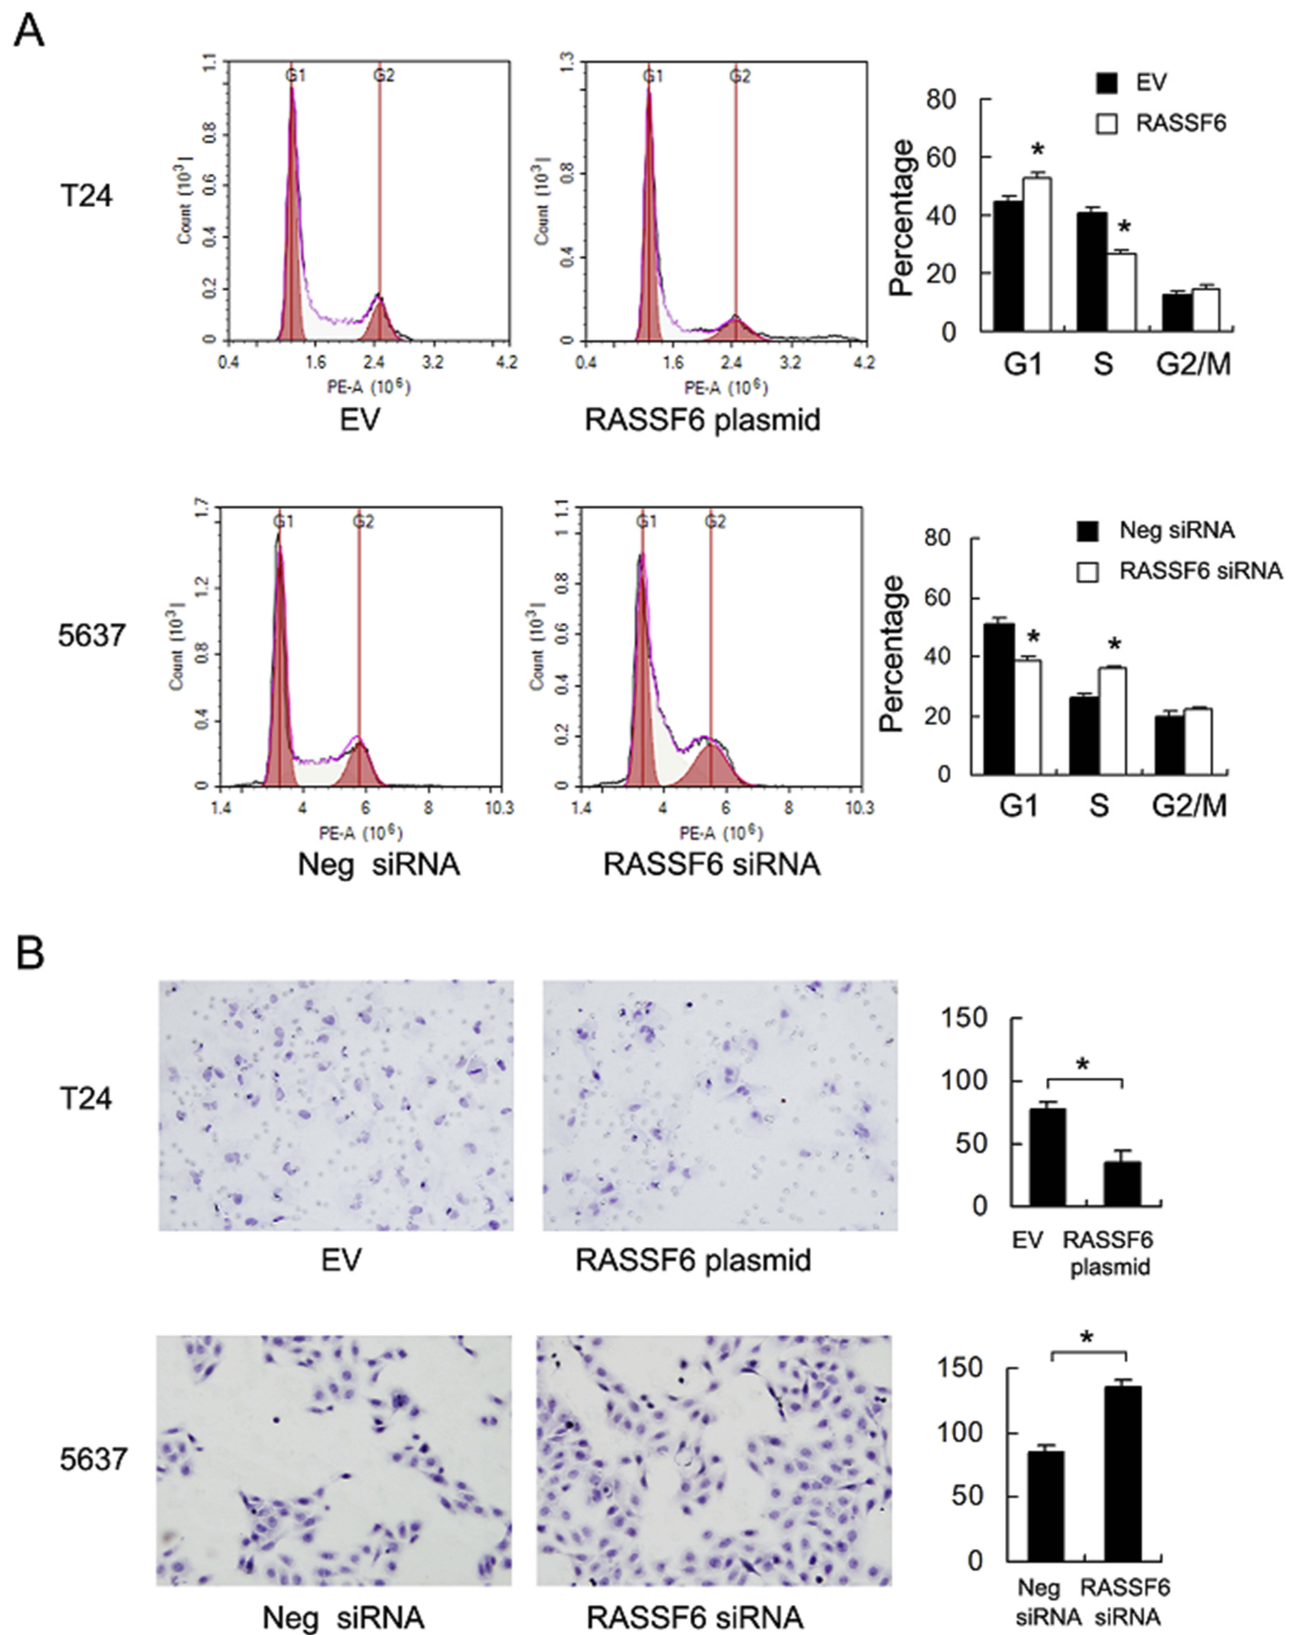 A
T24
1.1
0.8
0.6
0.4
0.2
0
Count (10³)
G1 G2
0.4 1.6 2.4 3.2 4.2
PE-A (10⁶)
EV
1.3
0.8
0.4
0
Count (10³)
G1 G2
0.4 1.6 2.4 3.2 4.2
PE-A (10⁶)
RASSF6 plasmid
EV
RASSF6
80
60
40
20
0
Percentage
* *
G1 S G2/M
5637
1.7
1.2
0.8
0.4
0
Count (10³)
G1 G2
1.4 4 6 8 10.3
PE-A (10⁶)
Neg siRNA
1.1
1
0.8
0.6
0.4
0.2
0
Count (10³)
G1 G2
1.4 4 6 8 10.3
PE-A (10⁶)
RASSF6 siRNA
Neg siRNA
RASSF6 siRNA
80
60
40
20
0
Percentage
* *
G1 S G2/M
B
T24
EV
RASSF6 plasmid
150
100
50
0
*
EV RASSF6
plasmid
5637
Neg siRNA
RASSF6 siRNA
150
100
50
0
*
Neg RASSF6
siRNA siRNA